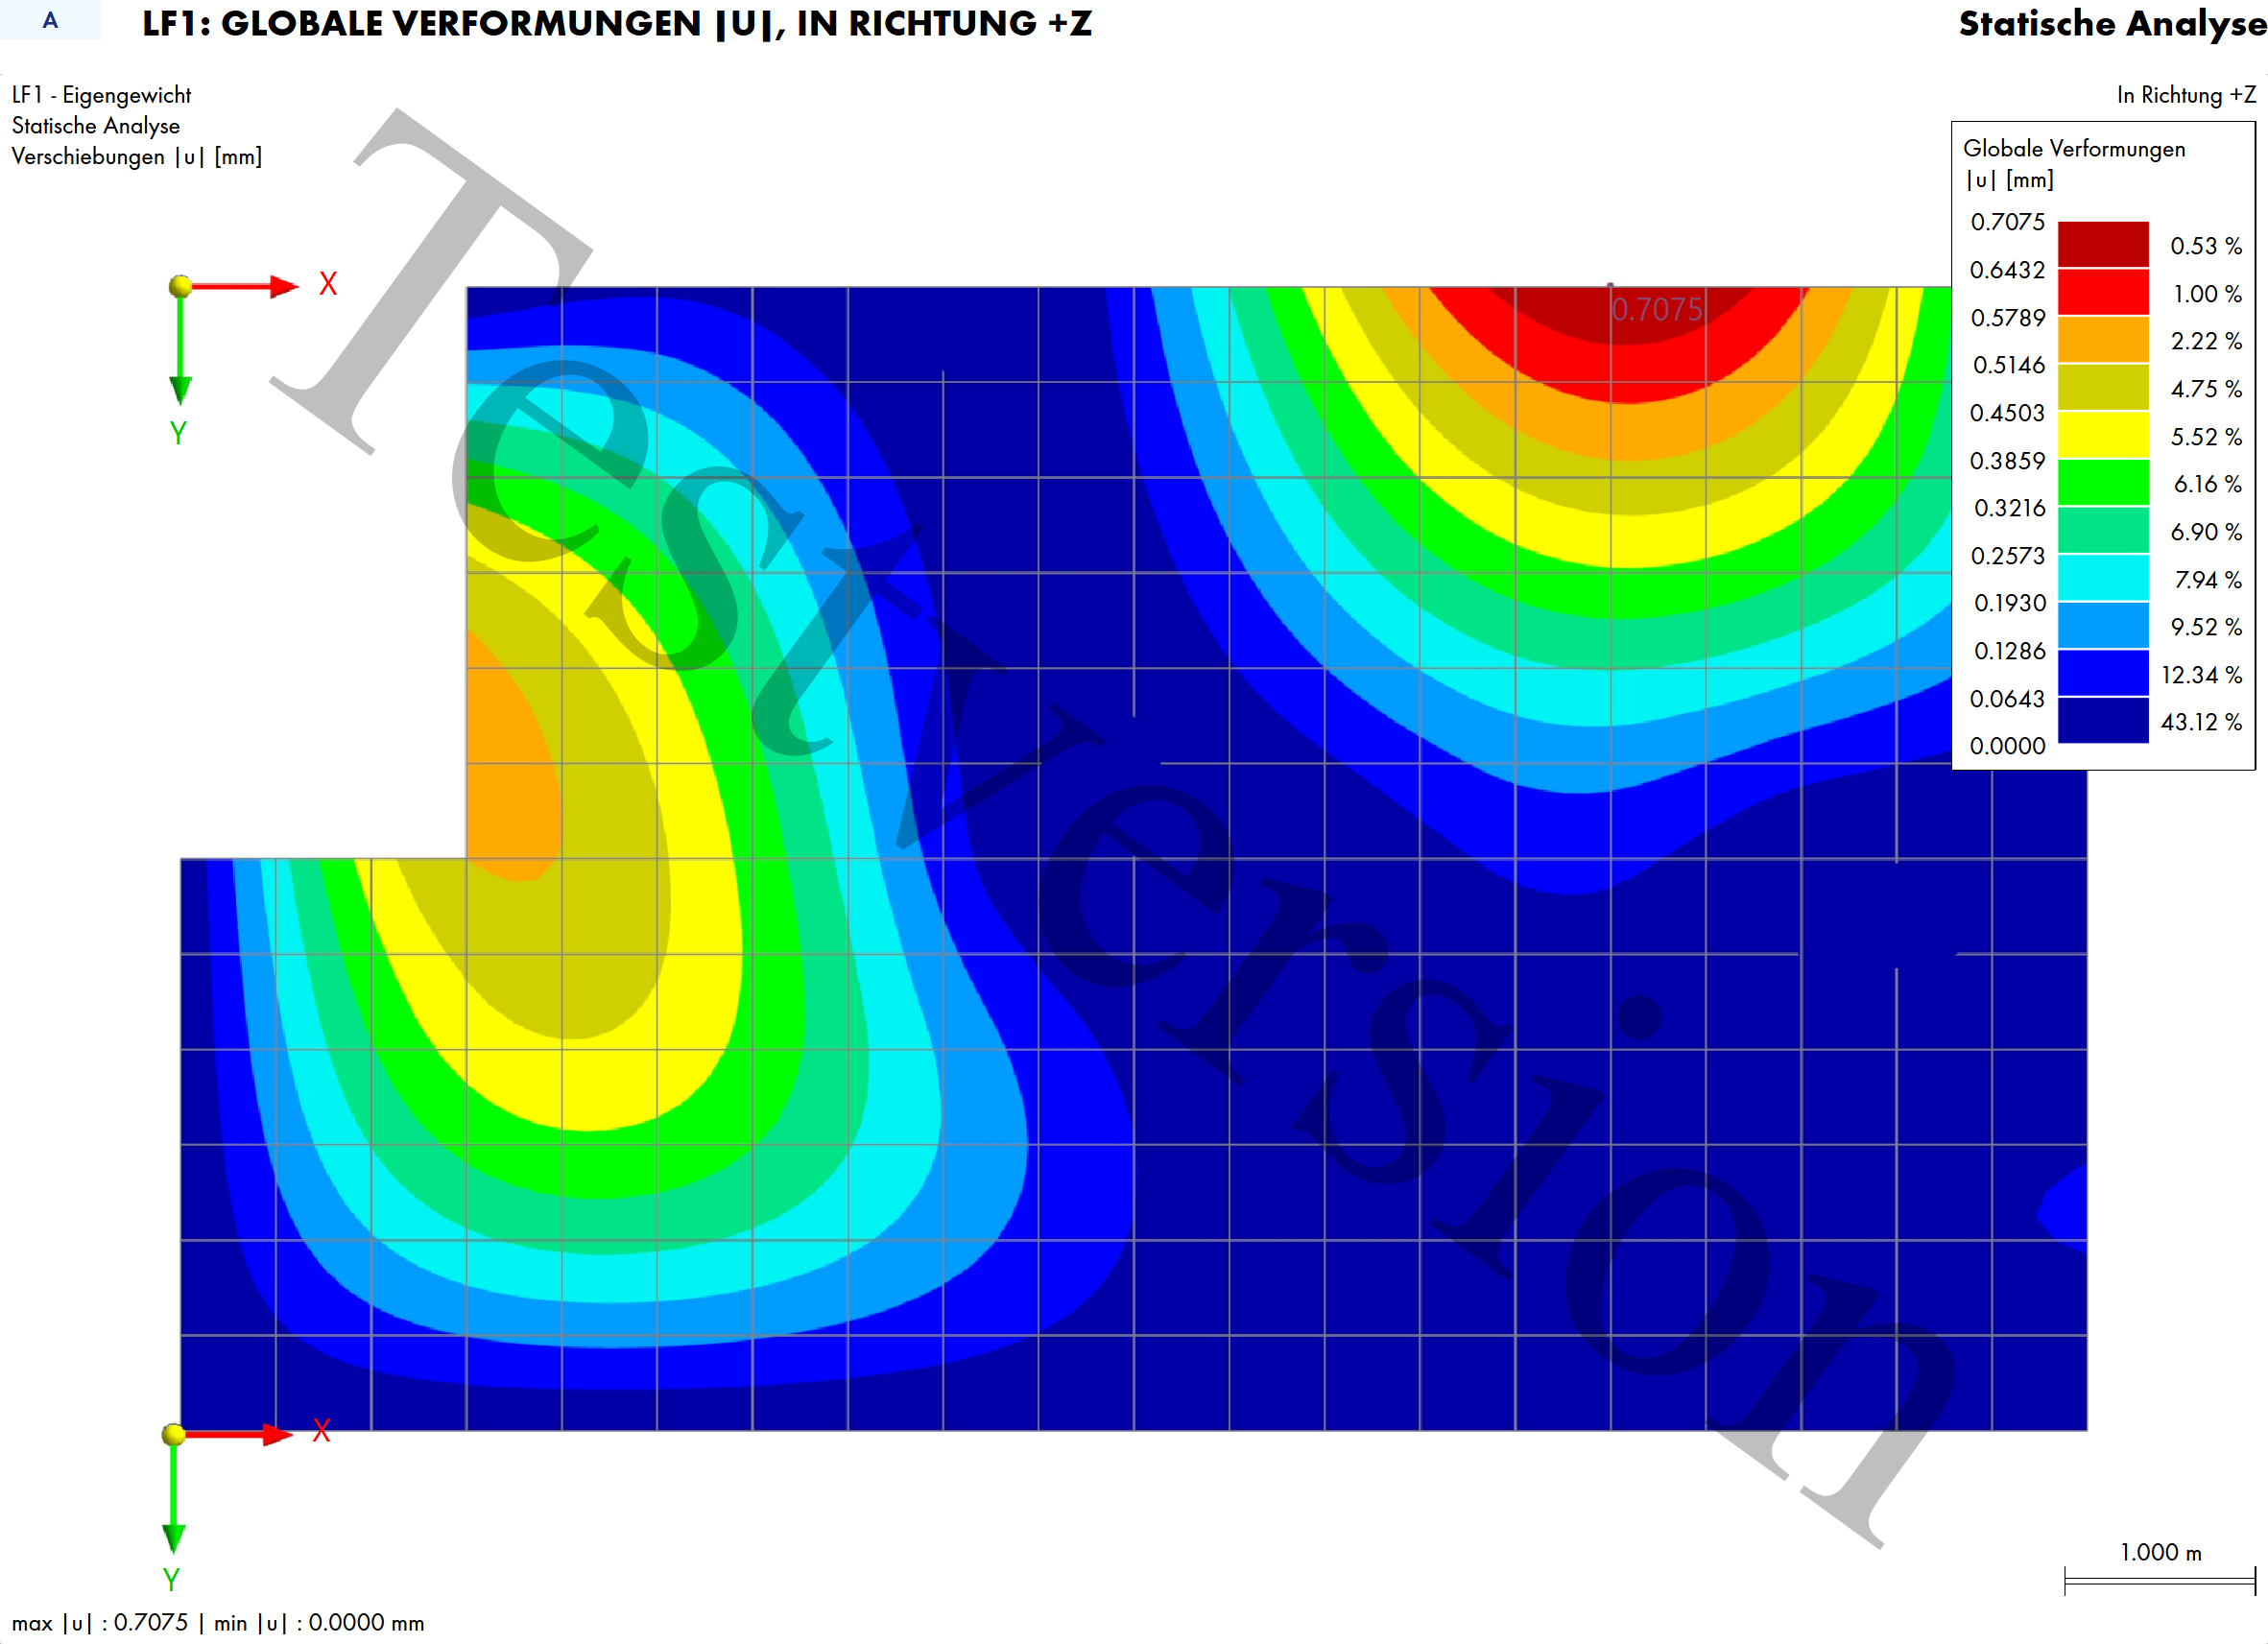 A
LF1: GLOBALE VERFORMUNGEN |U|, IN RICHTUNG +Z
Statische Analyse
LF1 - Eigengewicht
Statische Analyse
Verschiebungen |u| [mm]
In Richtung +Z
Globale Verformungen
|u| [mm]
0.7075
0.53 %
0.6432
1.00 %
0.5789
2.22 %
0.5146
4.75 %
0.4503
5.52 %
0.3859
6.16 %
0.3216
6.90 %
0.2573
7.94 %
0.1930
9.52 %
0.1286
12.34 %
0.0643
43.12 %
0.0000
X
Y
0.7075
Testversion
X
Y
1.000 m
max |u| : 0.7075 | min |u| : 0.0000 mm